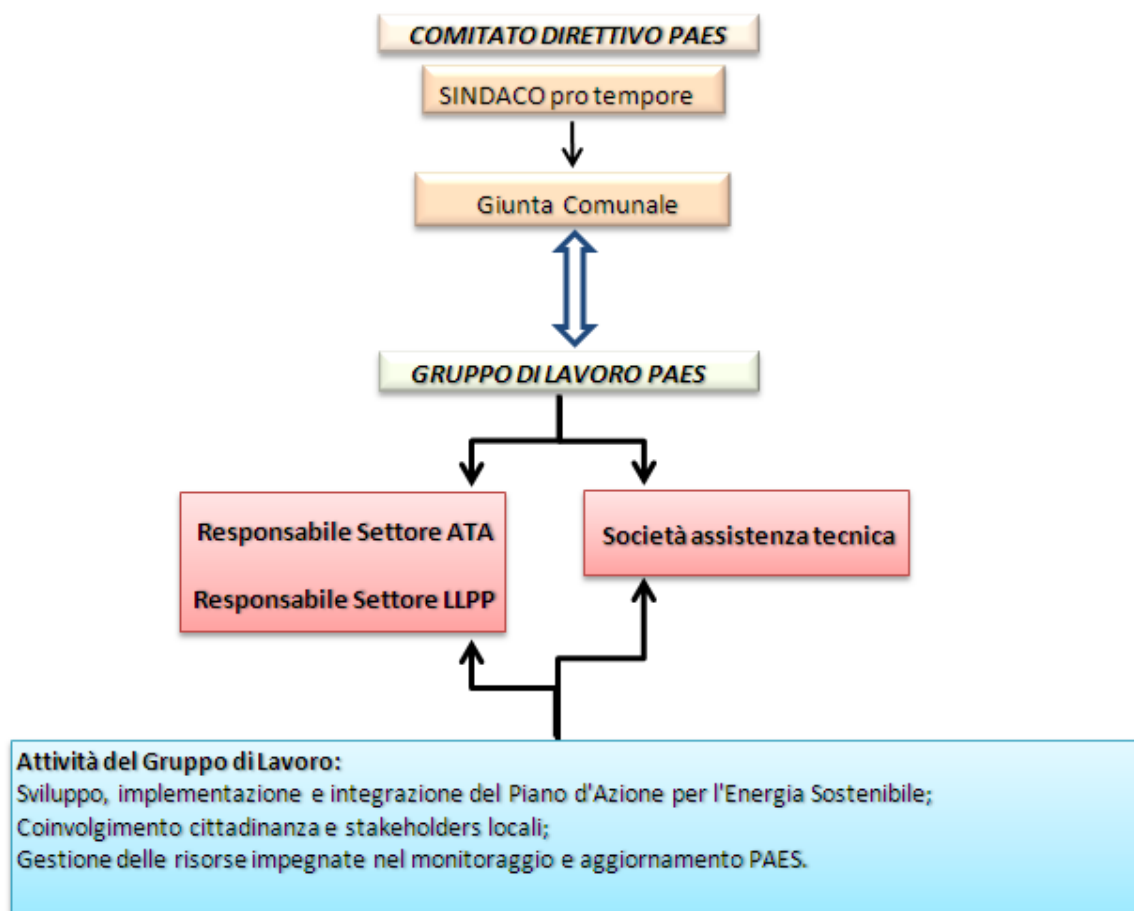 COMITATO DIRETTIVO PAES
SINDACO pro tempore
Giunta Comunale
GRUPPO DI LAVORO PAES
Responsabile Settore ATA
Responsabile Settore LLPP
Società assistenza tecnica
Attività del Gruppo di Lavoro:
Sviluppo, implementazione e integrazione del Piano d'Azione per l'Energia Sostenibile;
Coinvolgimento cittadinanza e stakeholders locali;
Gestione delle risorse impegnate nel monitoraggio e aggiornamento PAES.